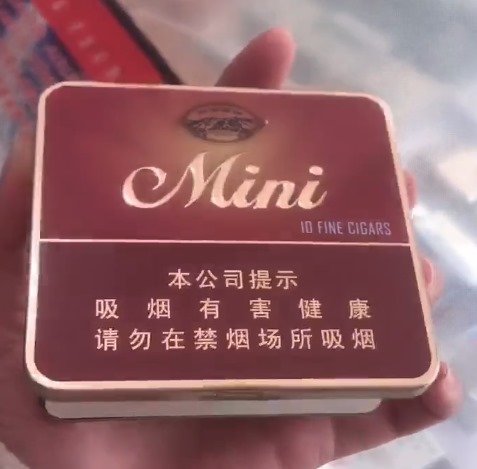 Mini
10 FINE CIGARS
本公司提示
吸烟有害健康
请勿在禁烟场所吸烟